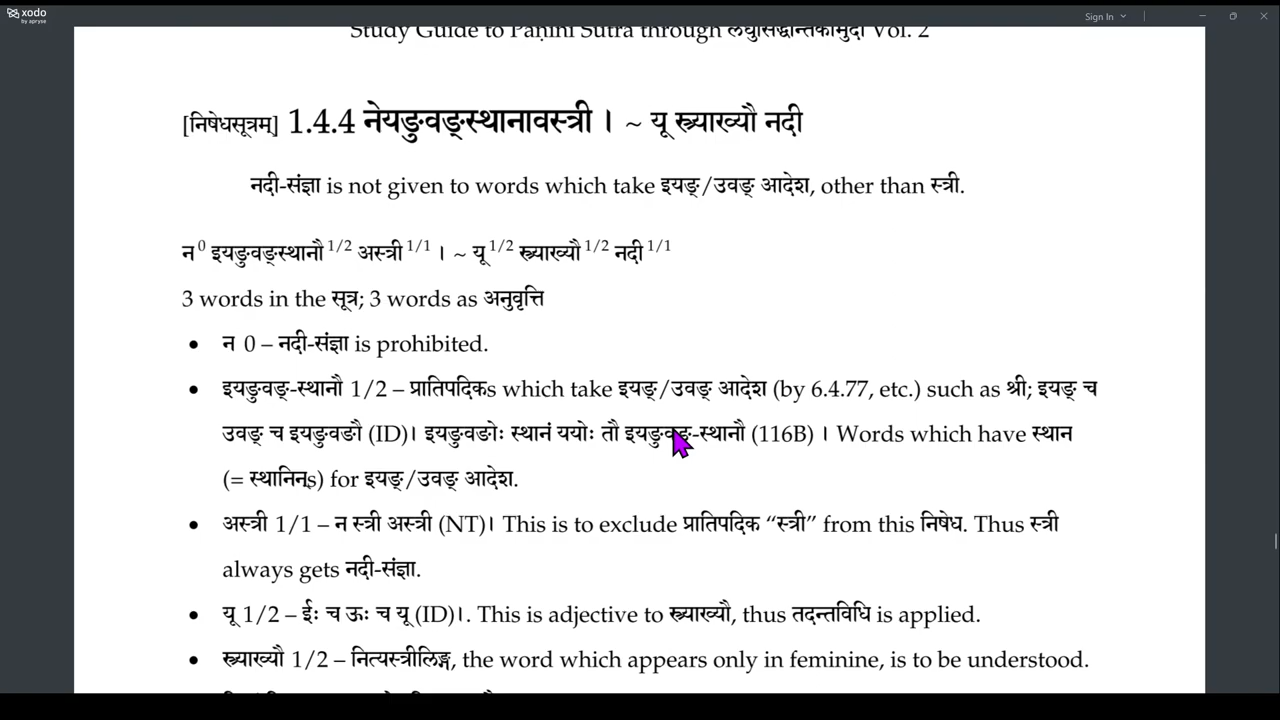 xodo
by apryse
Sign In
Study Guide to Pāṇini Sūtra through लघुसिद्धान्तकौमुदी Vol. 2
[निषेधसूत्रम्] 1.4.4 नेयङुवङ्स्थानावस्त्री । ~ यू स्त्र्याख्यौ नदी
नदी-संज्ञा is not given to words which take इयङ्/उवङ् आदेश, other than स्त्री.
न 0 इयङुवङ्स्थानौ 1/2 अस्त्री 1/1 । ~ यू 1/2 स्त्र्याख्यौ 1/2 नदी 1/1
3 words in the सूत्र; 3 words as अनुवृत्ति
• न 0 – नदी-संज्ञा is prohibited.
• इयङुवङ्-स्थानौ 1/2 – प्रातिपदिकs which take इयङ्/उवङ् आदेश (by 6.4.77, etc.) such as श्री; इयङ् च
उवङ् च इयङुवङौ (ID)। इयङुवङोः स्थानं ययोः तौ इयङुवङ्-स्थानौ (116B) । Words which have स्थान
(= स्थानिन्s) for इयङ्/उवङ् आदेश.
• अस्त्री 1/1 – न स्त्री अस्त्री (NT)। This is to exclude प्रातिपदिक “स्त्री” from this निषेध. Thus स्त्री
always gets नदी-संज्ञा.
• यू 1/2 – ईः च ऊः च यू (ID)।. This is adjective to स्त्र्याख्यौ, thus तदन्तविधि is applied.
• स्त्र्याख्यौ 1/2 – नित्यस्त्रीलिङ्ग, the word which appears only in feminine, is to be understood.